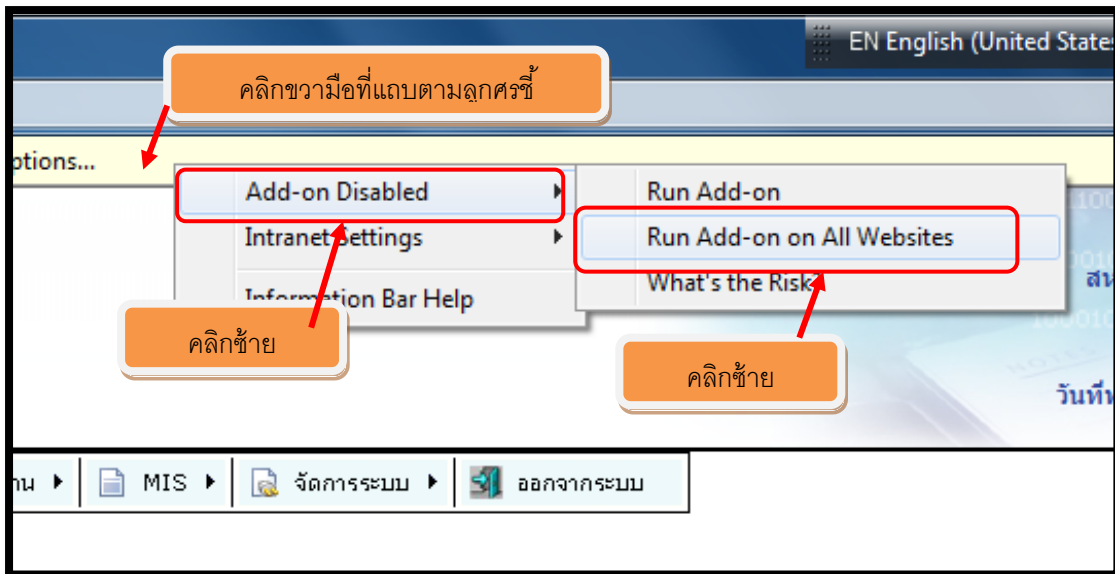 EN English (United State
คลิกขวามือที่แถบตามลูกศรชี้
ptions...
Add-on Disabled
Run Add-on
Intranet Settings
Run Add-on on All Websites
Information Bar Help
What's the Risk?
คลิกซ้าย
คลิกซ้าย
วันที่
MIS
จัดการระบบ
ออกจากระบบ